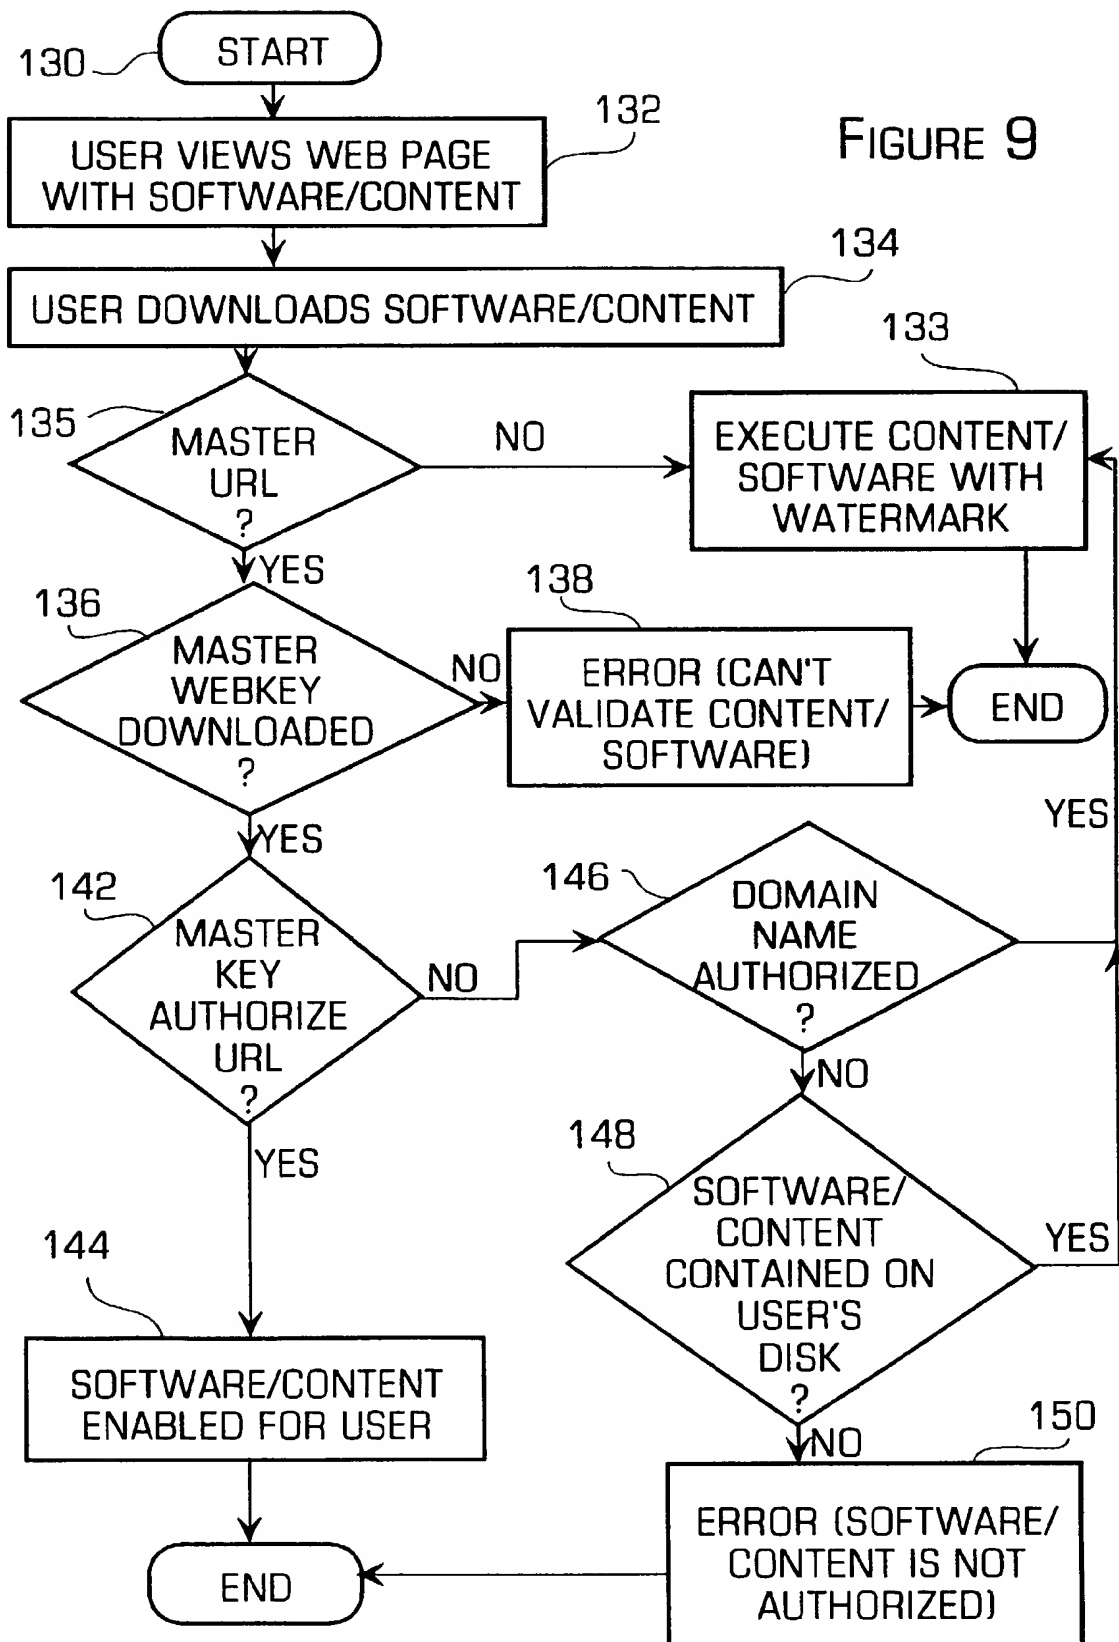 130
START
FIGURE 9
132
USER VIEWS WEB PAGE
WITH SOFTWARE/CONTENT
134
USER DOWNLOADS SOFTWARE/CONTENT
133
135
MASTER
URL
?
NO
EXECUTE CONTENT/
SOFTWARE WITH
WATERMARK
YES
136
MASTER
WEBKEY
DOWNLOADED
?
NO
138
ERROR (CAN'T
VALIDATE CONTENT/
SOFTWARE)
END
YES
YES
142
MASTER
KEY
AUTHORIZE
URL
?
NO
146
DOMAIN
NAME
AUTHORIZED
?
NO
YES
148
SOFTWARE/
CONTENT
CONTAINED ON
USER'S
DISK
?
YES
144
SOFTWARE/CONTENT
ENABLED FOR USER
NO
150
ERROR (SOFTWARE/
CONTENT IS NOT
AUTHORIZED)
END